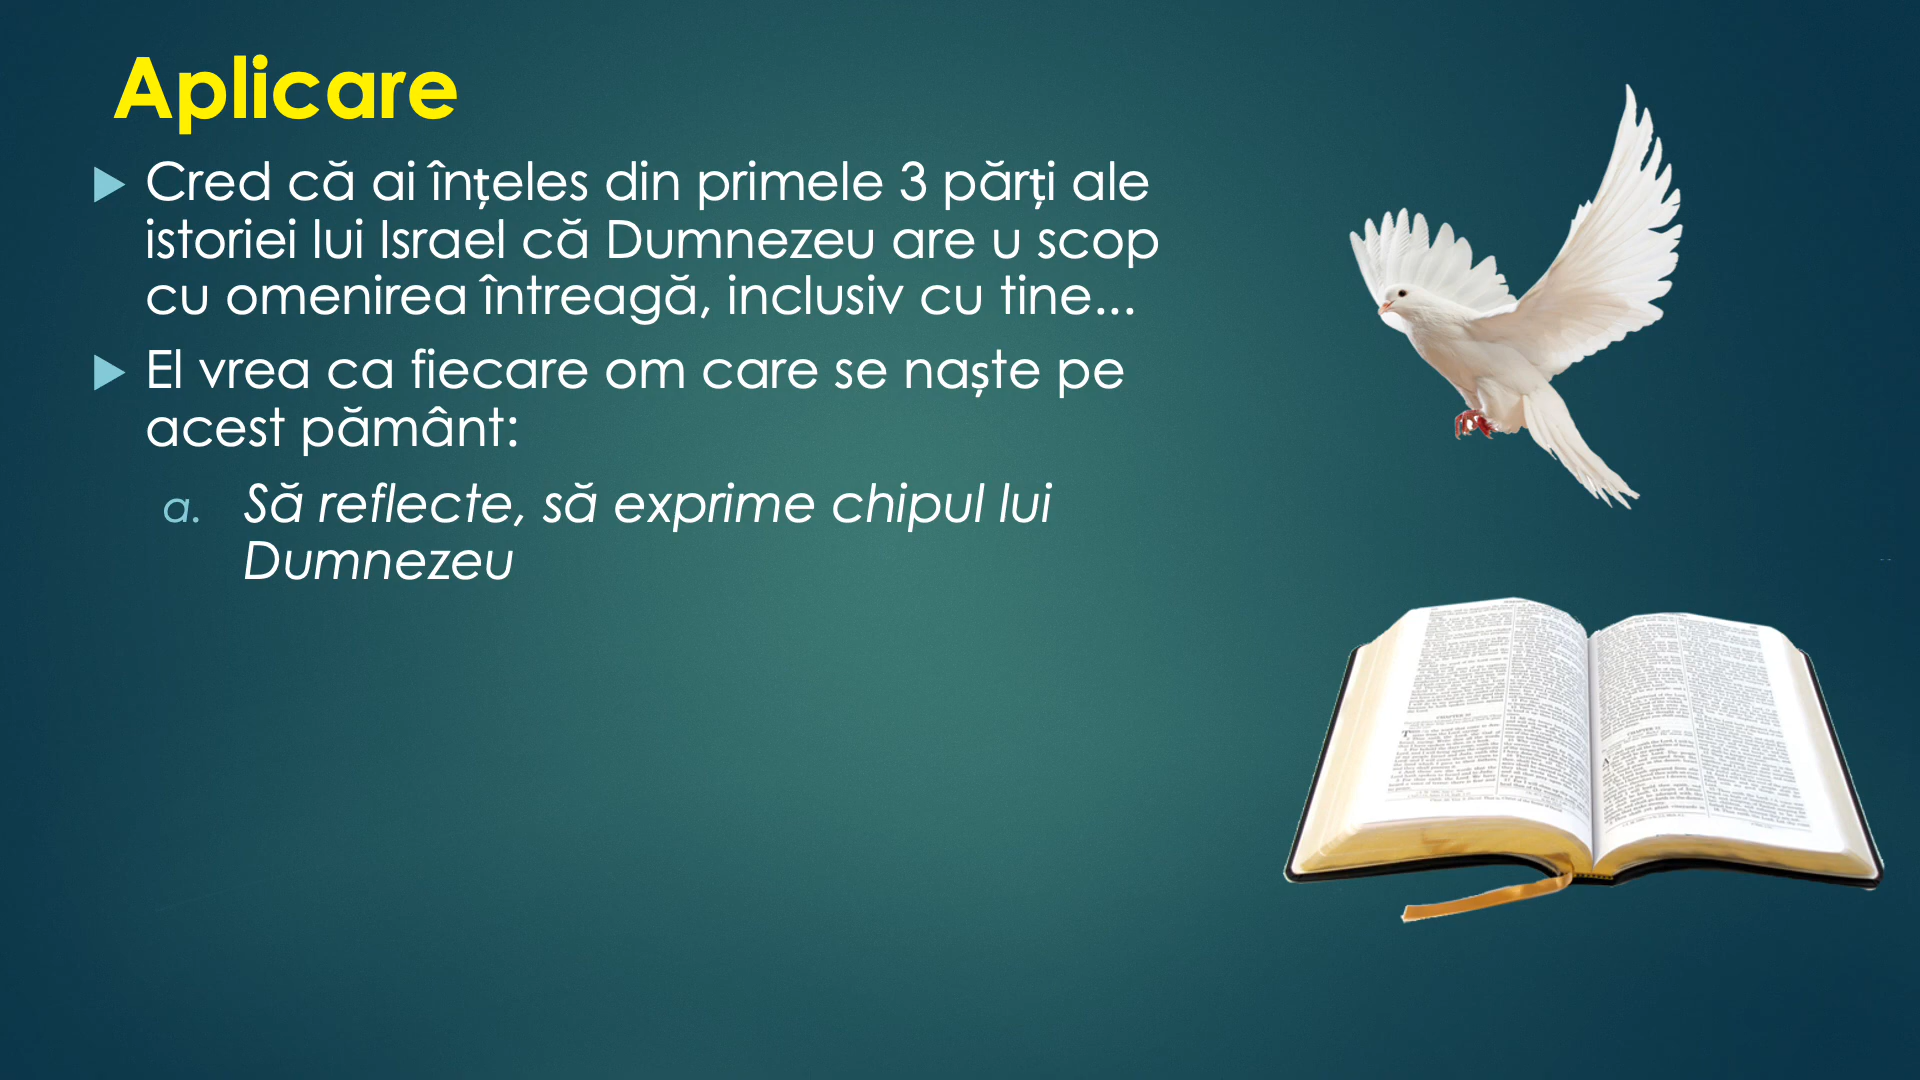 Aplicare
Cred că ai înțeles din primele 3 părți ale
istoriei lui Israel că Dumnezeu are u scop
cu omenirea întreagă, inclusiv cu tine...
El vrea ca fiecare om care se naște pe
acest pământ:
a. Să reflecte, să exprime chipul lui
Dumnezeu